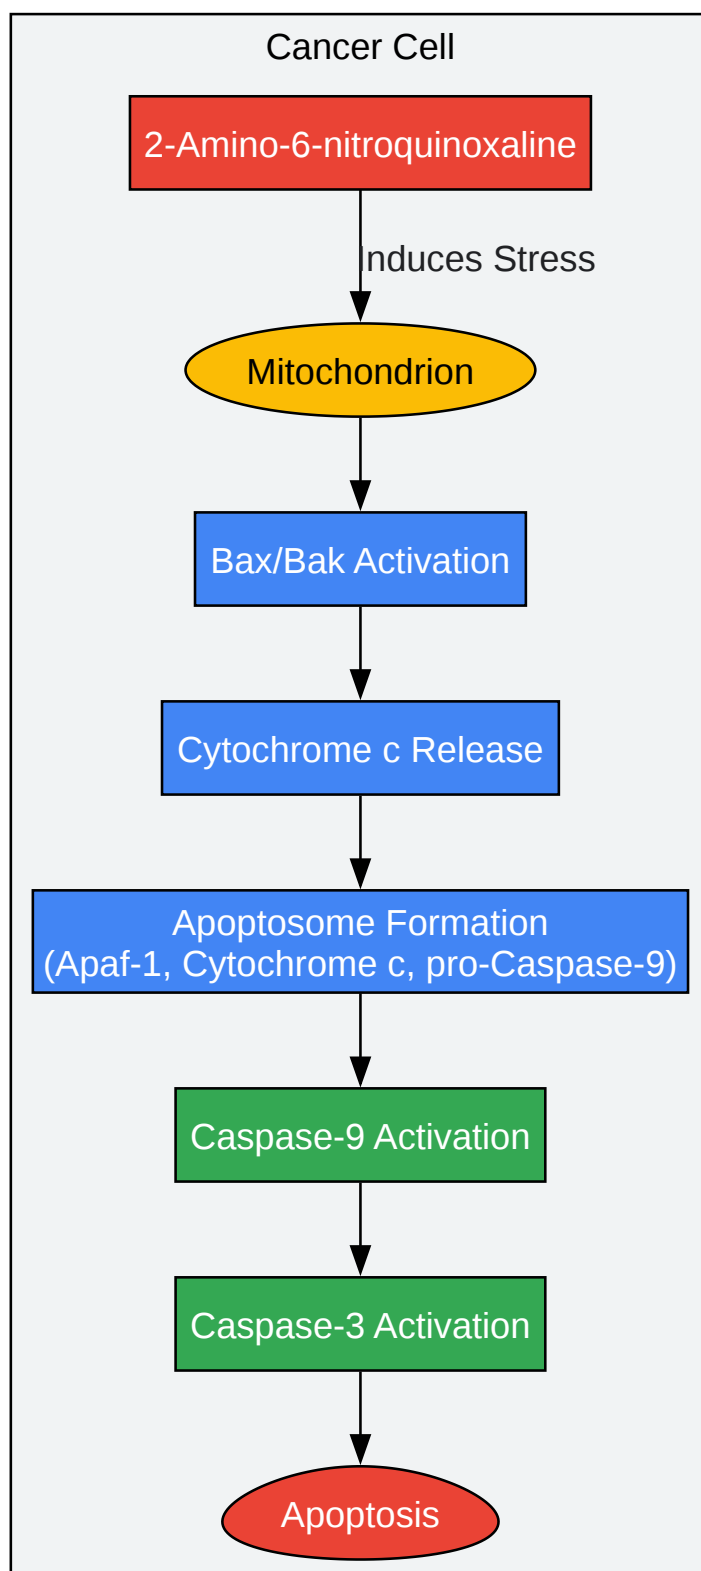 Cancer Cell
2-Amino-6-nitroquinoxaline
Induces Stress
Mitochondrion
Bax/Bak Activation
Cytochrome c Release
Apoptosome Formation
(Apaf-1, Cytochrome c, pro-Caspase-9)
Caspase-9 Activation
Caspase-3 Activation
Apoptosis